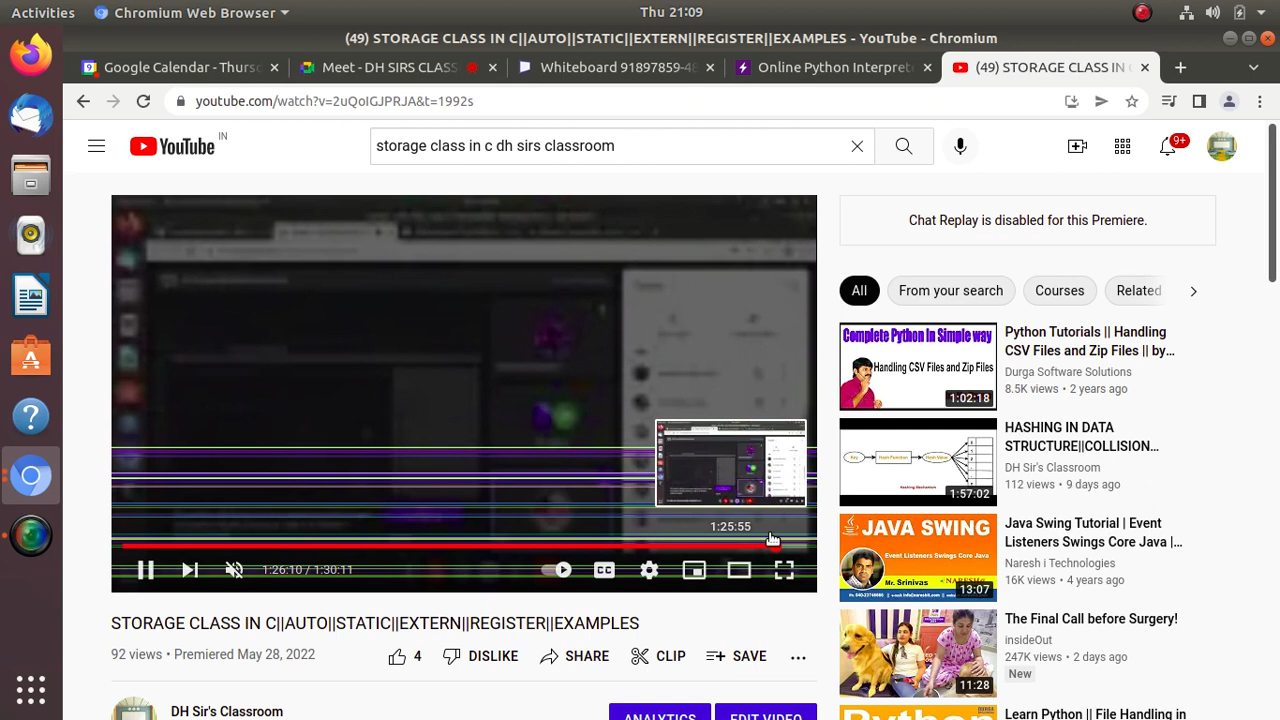 Activities
Chromium Web Browser
Thu 21:09
(49) STORAGE CLASS IN C||AUTO||STATIC||EXTERN||REGISTER||EXAMPLES - YouTube - Chromium
Google Calendar - Thursd
Meet - DH SIRS CLASS
Whiteboard 91897859-48
Online Python Interprete
(49) STORAGE CLASS IN C
youtube.com/watch?v=2uQoIGJPRJA&t=1992s
YouTube IN
storage class in c dh sirs classroom
9+
Chat Replay is disabled for this Premiere.
All
From your search
Courses
Related
Complete Python In Simple way
Handling CSV Files and Zip Files
1:02:18
Python Tutorials || Handling
CSV Files and Zip Files || by...
Durga Software Solutions
8.5K views • 2 years ago
Key
Hash Function
Hash Value
1:57:02
HASHING IN DATA
STRUCTURE||COLLISION...
DH Sir's Classroom
112 views • 9 days ago
JAVA SWING
Event Listeners Swings Core Java
Mr. Srinivas
13:07
Java Swing Tutorial | Event
Listeners Swings Core Java |...
Naresh i Technologies
16K views • 4 years ago
11:28
The Final Call before Surgery!
insideOut
247K views • 2 days ago
New
Learn Python || File Handling in
1:25:55
1:26:10 / 1:30:11
CC
STORAGE CLASS IN C||AUTO||STATIC||EXTERN||REGISTER||EXAMPLES
92 views • Premiered May 28, 2022
4
DISLIKE
SHARE
CLIP
SAVE
DH Sir's Classroom
ANALYTICS
EDIT VIDEO